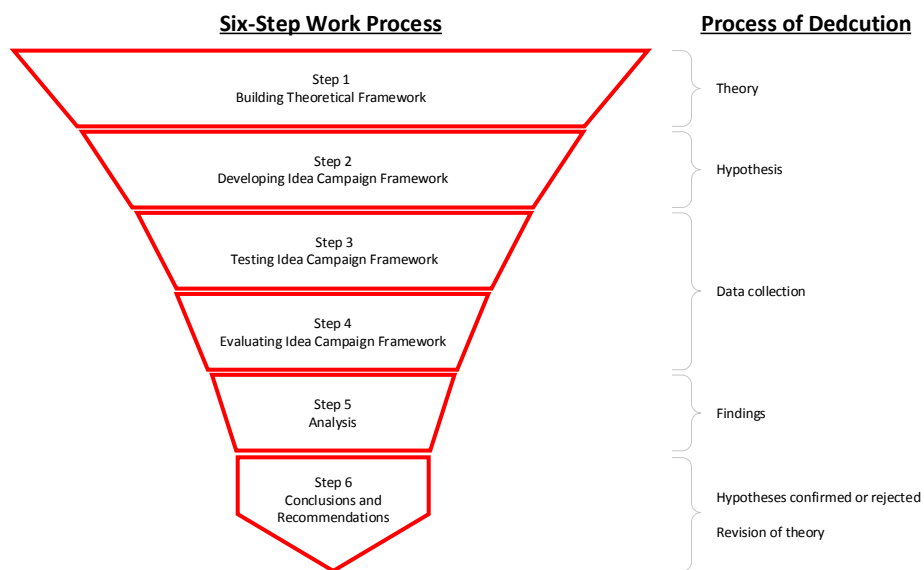 Six-Step Work Process
Process of Dedcution
Step 1
Building Theoretical Framework
Theory
Step 2
Developing Idea Campaign Framework
Hypothesis
Step 3
Testing Idea Campaign Framework
Data collection
Step 4
Evaluating Idea Campaign Framework
Step 5
Analysis
Findings
Step 6
Conclusions and
Recommendations
Hypotheses confirmed or rejected
Revision of theory